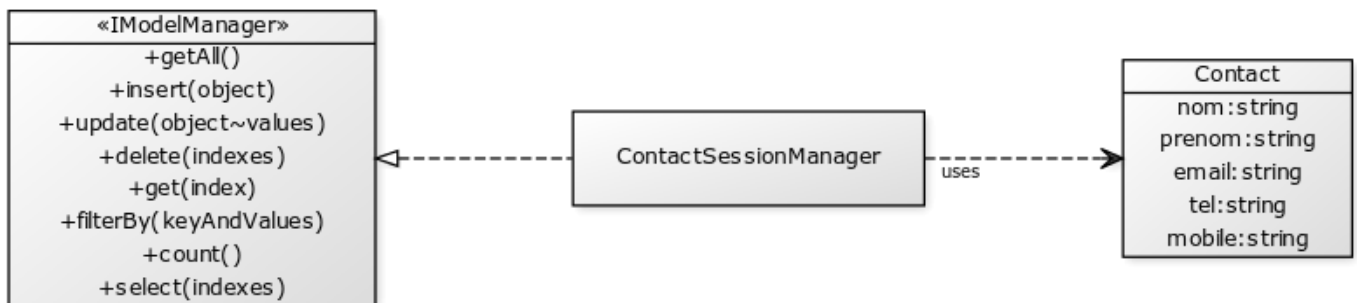 «IModelManager»
+getAll()
+insert(object)
+update(object~values)
+delete(indexes)
+get(index)
+filterBy(keyAndValues)
+count()
+select(indexes)
ContactSessionManager
uses
Contact
nom:string
prenom:string
email:string
tel:string
mobile:string